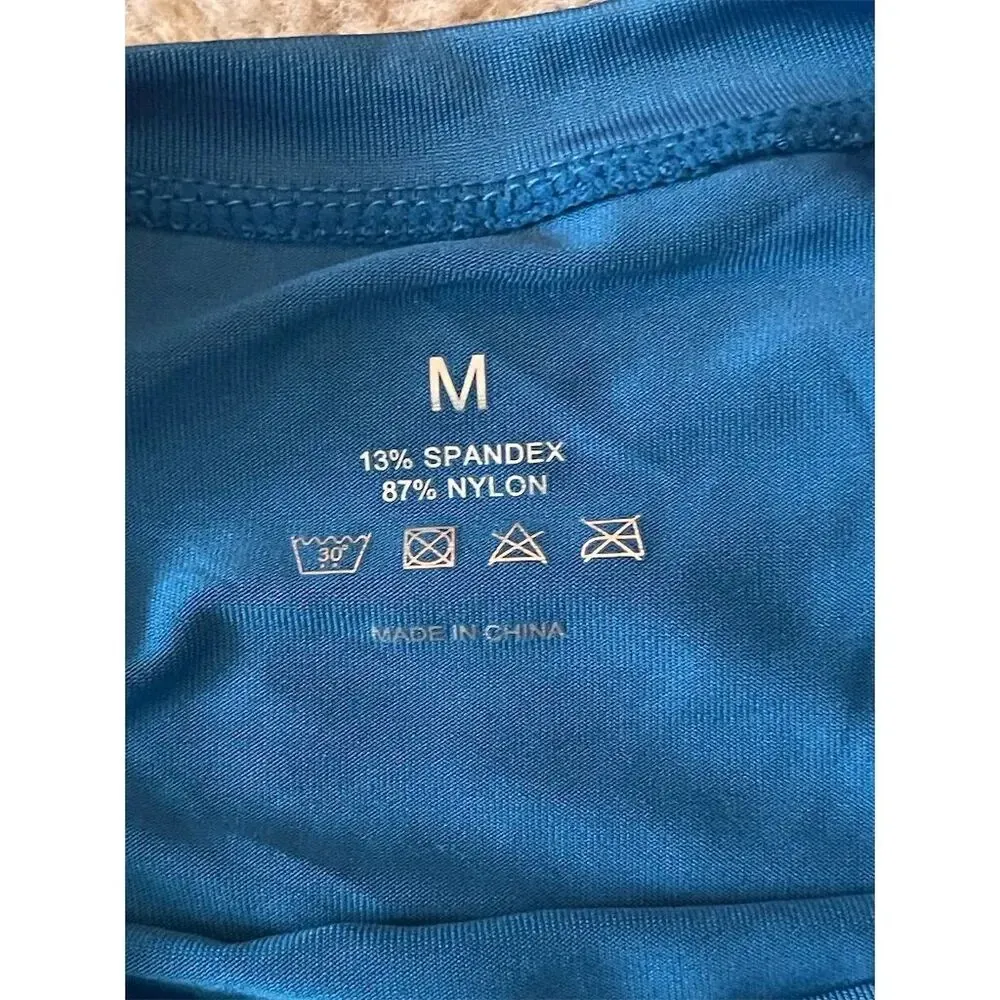 M
13% SPANDEX
87% NYLON
30°
MADE IN CHINA